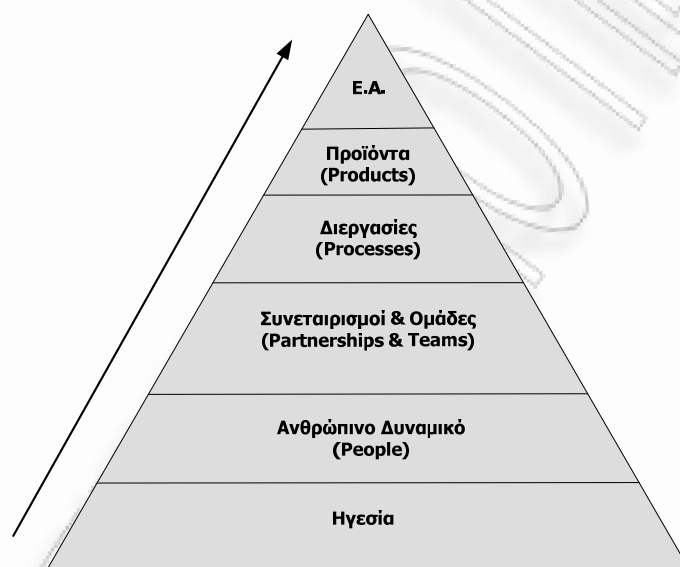 Ε.Α.
Προϊόντα
(Products)
Διεργασίες
(Processes)
Συνεταιρισμοί & Ομάδες
(Partnerships & Teams)
Ανθρώπινο Δυναμικό
(People)
Ηγεσία